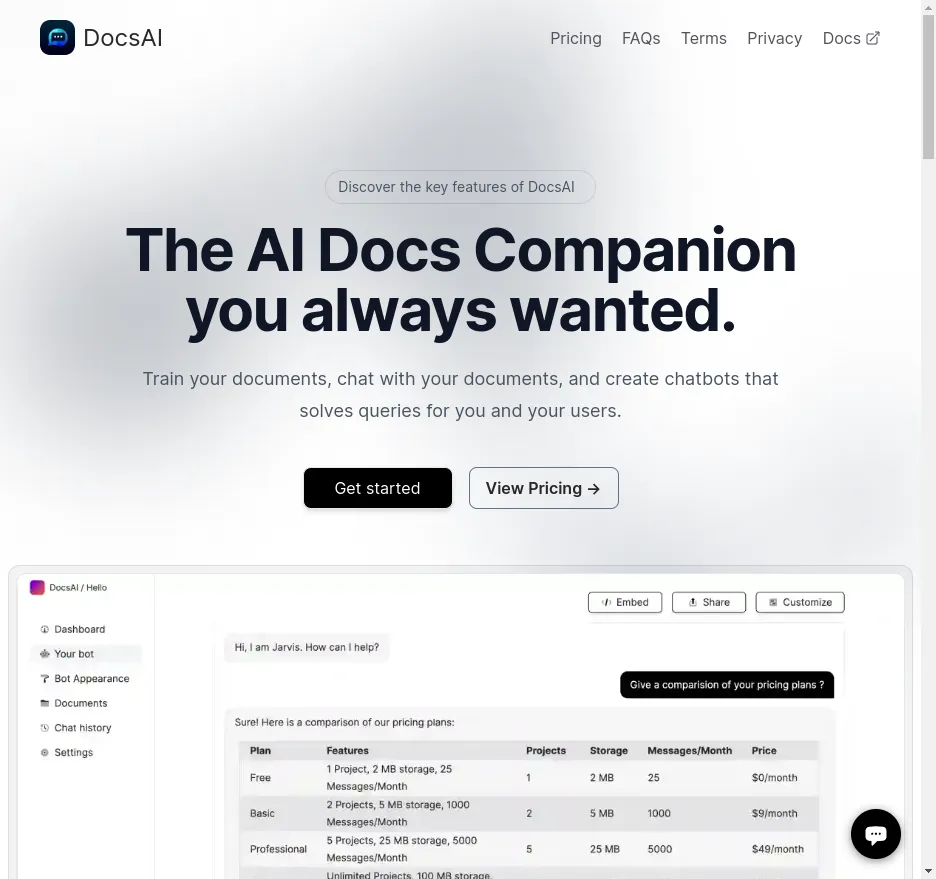 DocsAI
Pricing FAQs Terms Privacy Docs
Discover the key features of DocsAI
The AI Docs Companion
you always wanted.
Train your documents, chat with your documents, and create chatbots that
solves queries for you and your users.
Get started View Pricing →
DocsAI / Hello
Embed Share Customize
Dashboard
Your bot
Bot Appearance
Documents
Chat history
Settings
Hi, I am Jarvis. How can I help?
Give a comparision of your pricing plans ?
Sure! Here is a comparison of our pricing plans:
Plan Features Projects Storage Messages/Month Price
Free 1 Project, 2 MB storage, 25 1 2 MB 25 $0/month
Messages/Month
Basic 2 Projects, 5 MB storage, 1000 2 5 MB 1000 $9/month
Messages/Month
Professional 5 Projects, 25 MB storage, 5000 5 25 MB 5000 $49/month
Messages/Month
Unlimited Projects, 100 MB storage,